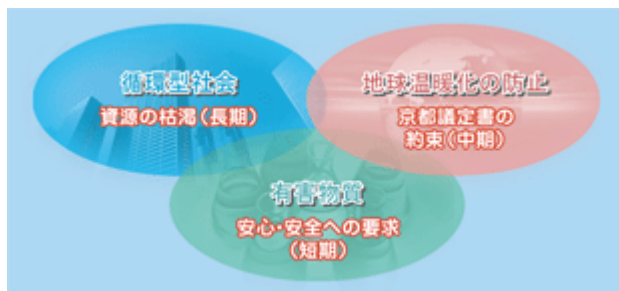 循環型社会
資源の枯渇(長期)
地球温暖化の防止
京都議定書の
約束(中期)
有害物質
安心・安全への要求
(短期)